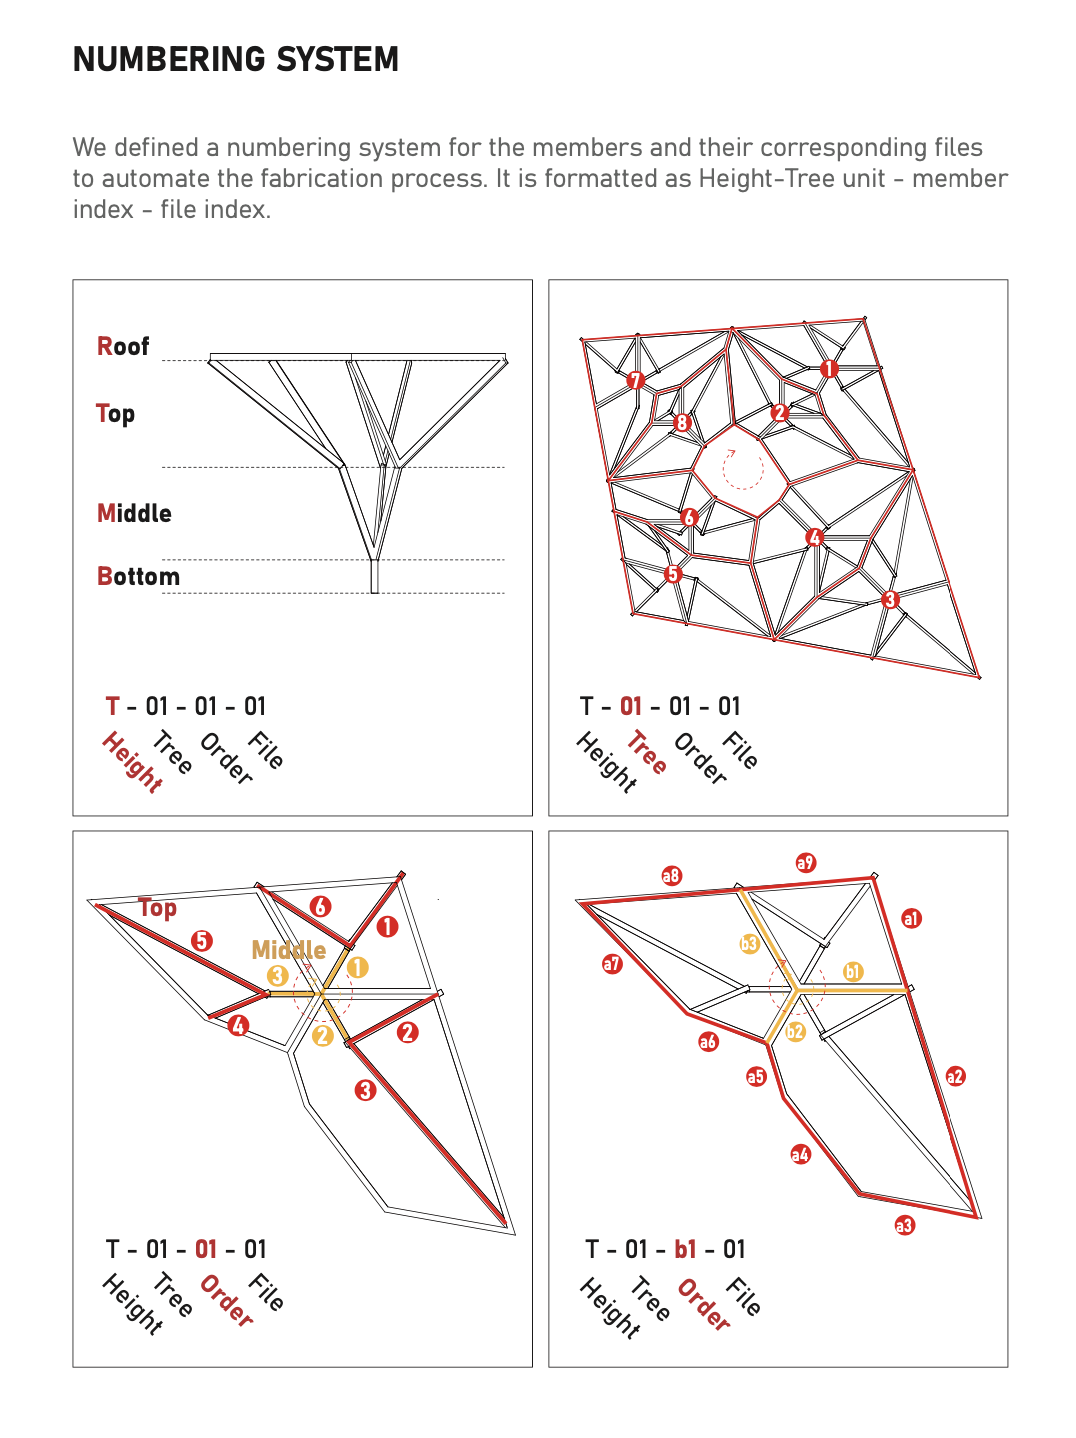 NUMBERING SYSTEM
We defined a numbering system for the members and their corresponding files
to automate the fabrication process. It is formatted as Height-Tree unit - member
index - file index.
Roof
Top
Middle
Bottom
T - 01 - 01 - 01
Height Tree Order File
1
2
3
4
5
6
7
8
T - 01 - 01 - 01
Height Tree Order File
Top
Middle
1
2
3
4
5
6
1
2
3
T - 01 - 01 - 01
Height Tree Order File
a1
a2
a3
a4
a5
a6
a7
a8
a9
b1
b2
b3
T - 01 - b1 - 01
Height Tree Order File